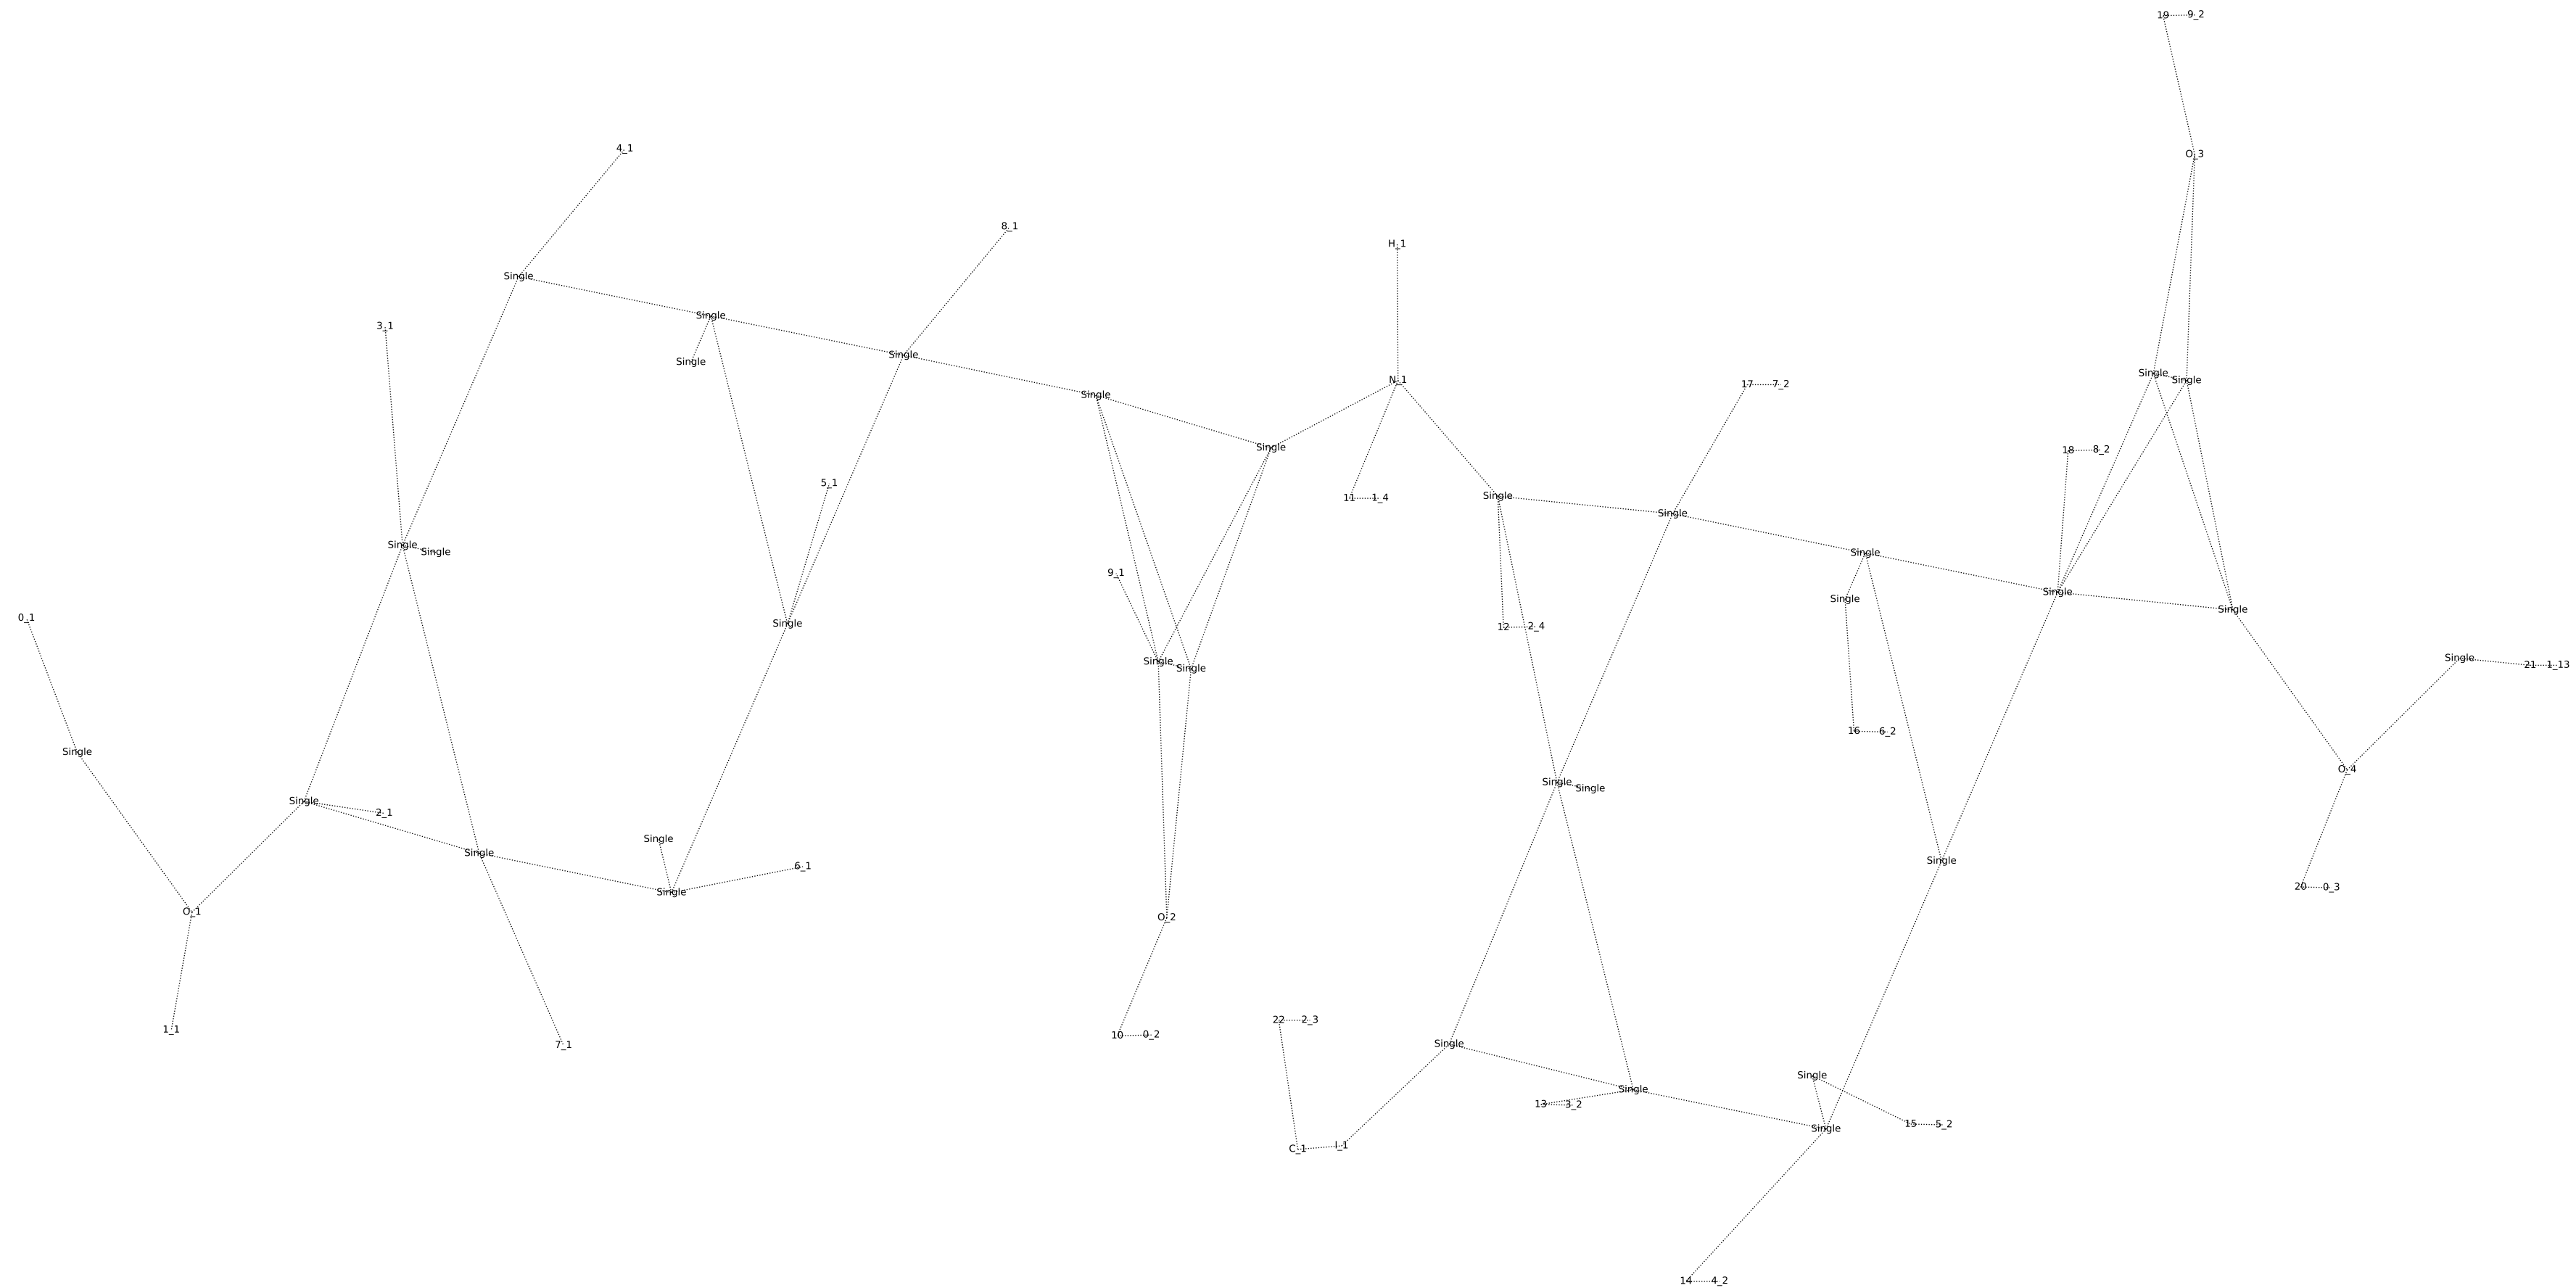 19 9_2
4_1
O_3
8_1
H_1
Single
Single
3_1
Single
Single
Single
Single
N_1
Single
17 7_2
Single
Single
18 8_2
5_1
Single
11 1_4
Single
Single
Single
Single
Single
9_1
Single
Single
0_1
Single
12 2_4
Single
Single
Single
Single
21 1_13
Single
16 6_2
O_4
Single
Single
Single
2_1
Single
Single
Single
6_1
20 0_3
Single
O_1
O_2
22 2_3
1_1
10 0_2
Single
7_1
Single
Single
13 3_2
15 5_2
Single
C_1
I_1
14 4_2